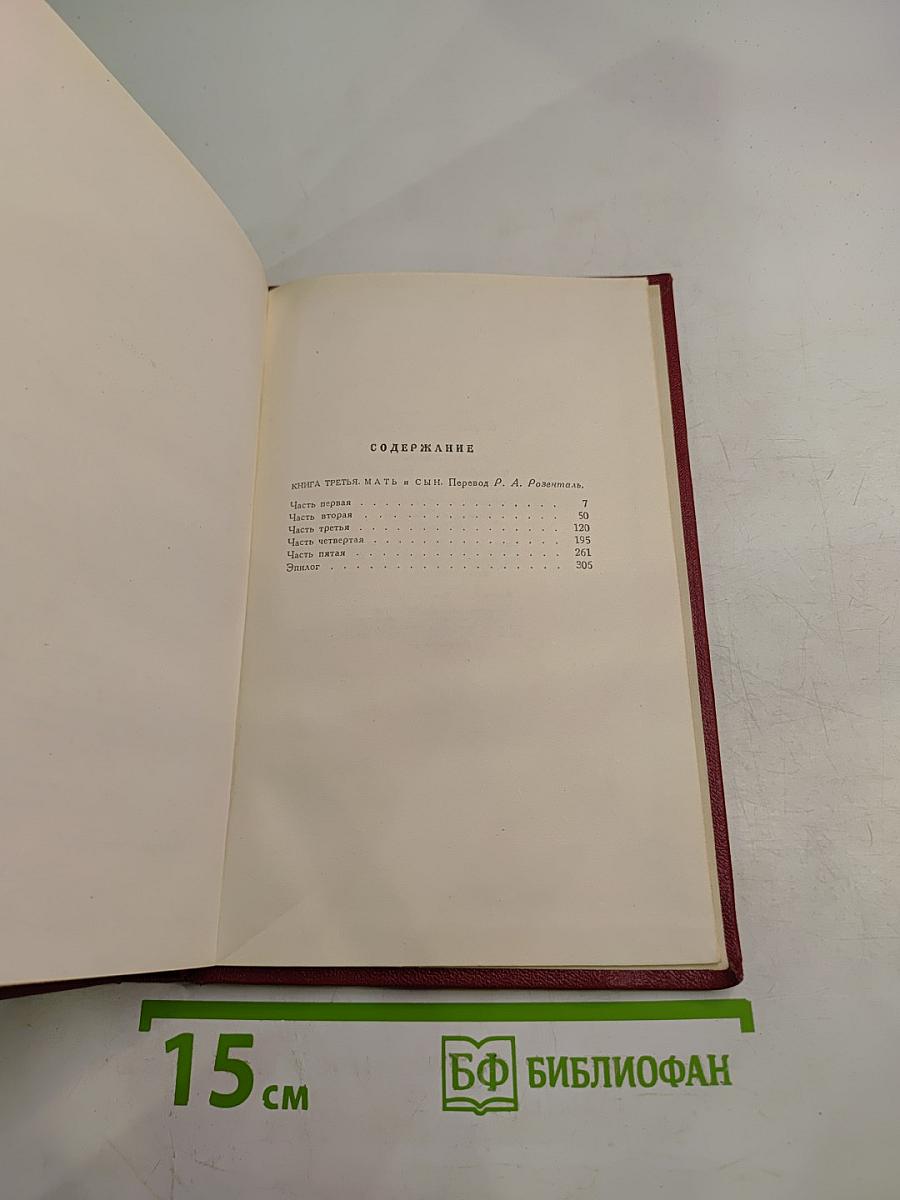 СОДЕРЖАНИЕ
КНИГА ТРЕТЬЯ. МАТЬ и СЫН. Перевод Р. А. Розенталь.
Часть первая . . . . . . . . . . . . . . . . 7
Часть вторая . . . . . . . . . . . . . . . . 50
Часть третья . . . . . . . . . . . . . . . . 120
Часть четвертая . . . . . . . . . . . . . . . 195
Часть пятая . . . . . . . . . . . . . . . . 261
Эпилог . . . . . . . . . . . . . . . . . . 305
15 см
БФ БИБЛИОФАН